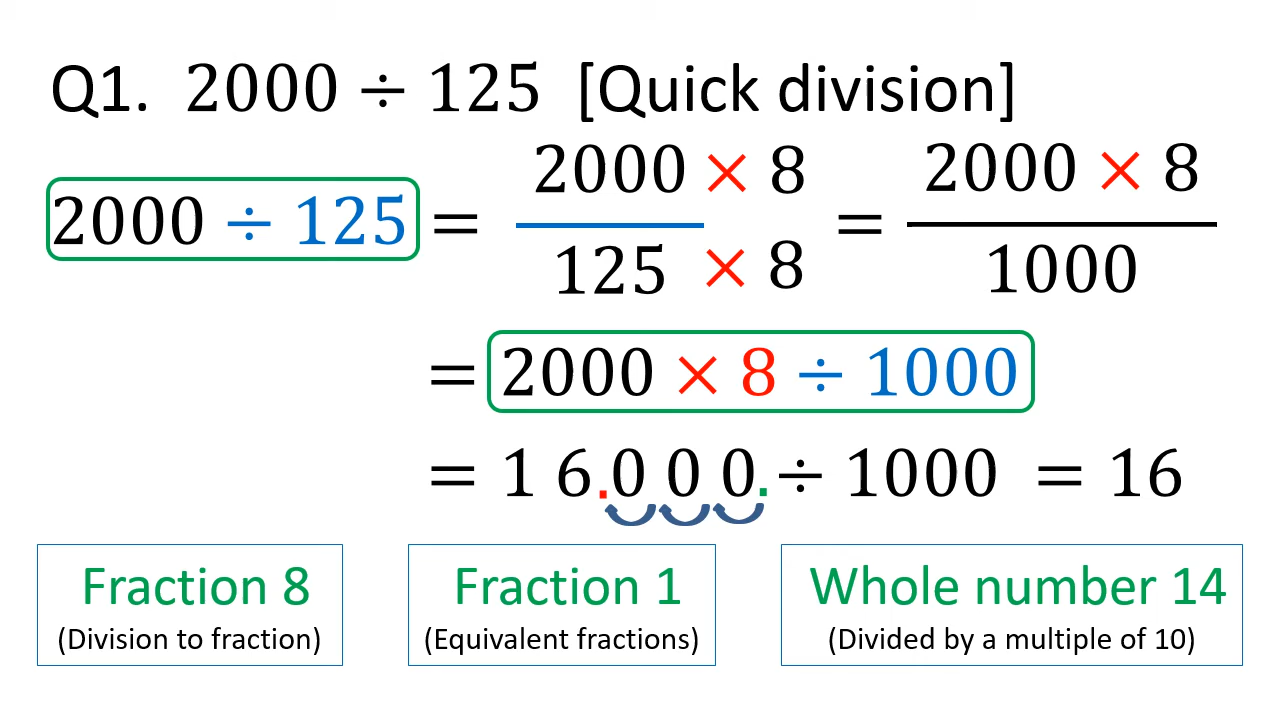 Q1. 2000 ÷ 125 [Quick division]
2000 ÷ 125 = 2000 × 8 / 125 × 8 = 2000 × 8 / 1000
= 2000 × 8 ÷ 1000
= 1 6.0 0 0. ÷ 1000 = 16
Fraction 8
(Division to fraction)
Fraction 1
(Equivalent fractions)
Whole number 14
(Divided by a multiple of 10)